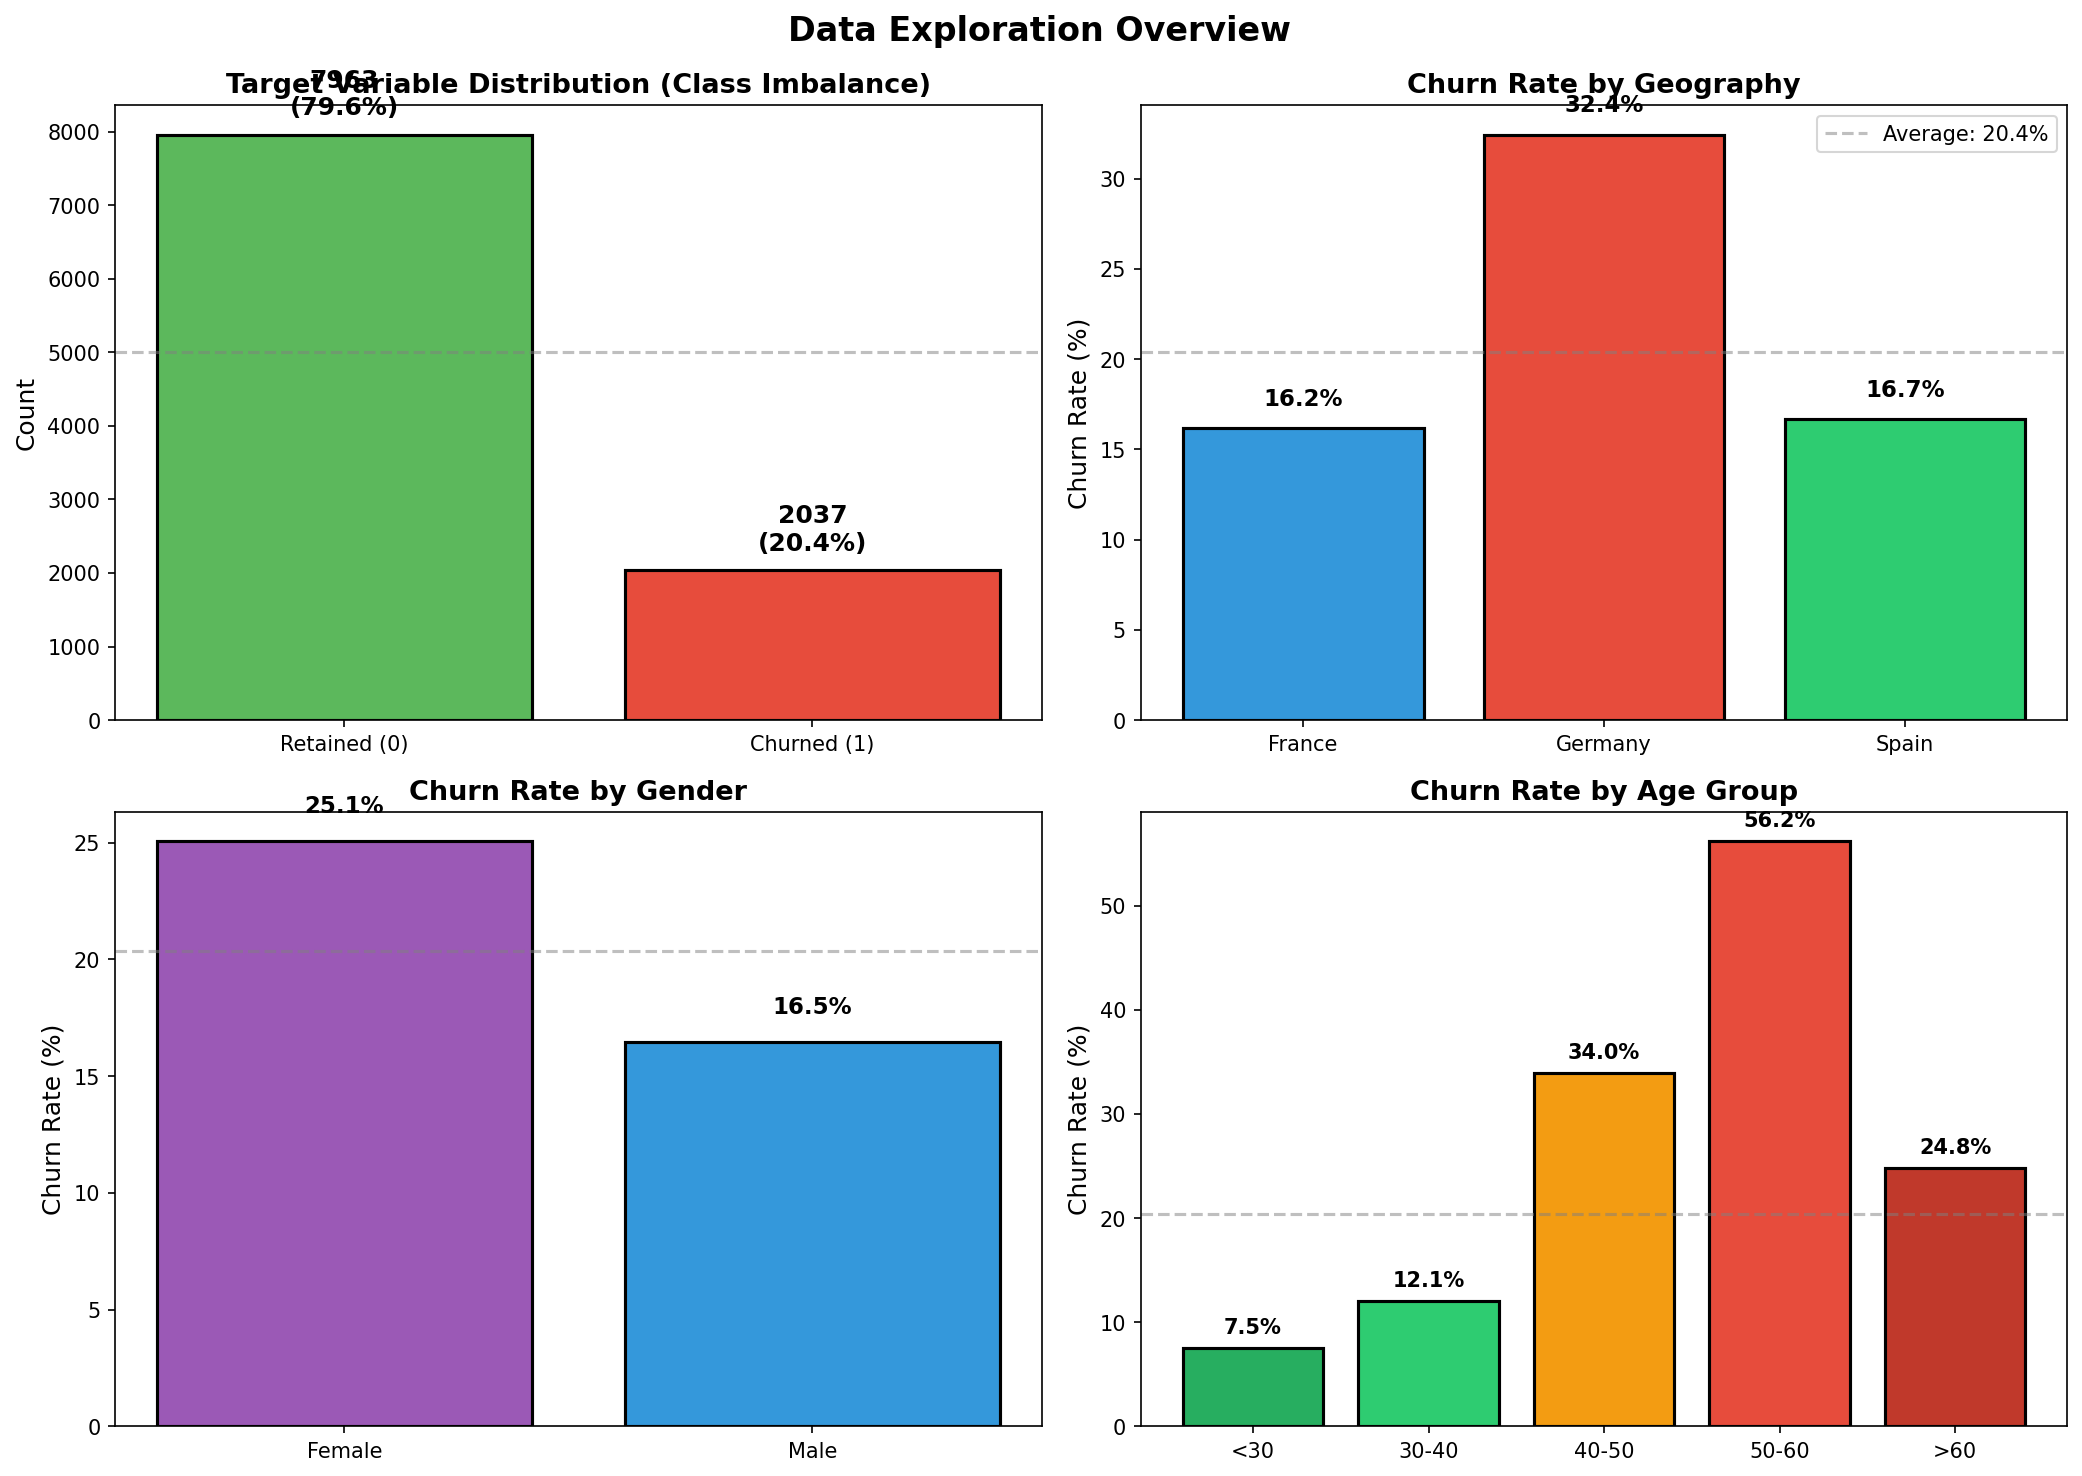 Data Exploration Overview
Target Variable Distribution (Class Imbalance)
7963
(79.6%)
8000
7000
6000
5000
4000
3000
2000
1000
0
Count
2037
(20.4%)
Retained (0)
Churned (1)
Churn Rate by Geography
32.4%
Average: 20.4%
30
25
20
15
10
5
0
Churn Rate (%)
16.2%
16.7%
France
Germany
Spain
Churn Rate by Gender
25.1%
25
20
15
10
5
0
Churn Rate (%)
16.5%
Female
Male
Churn Rate by Age Group
56.2%
50
40
30
20
10
0
Churn Rate (%)
34.0%
24.8%
12.1%
7.5%
<30
30-40
40-50
50-60
>60